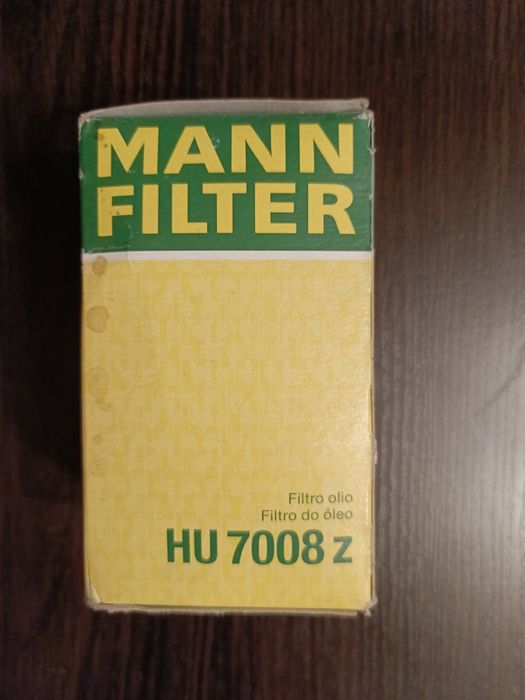 MANN
FILTER
Filtro olio
Filtro do óleo
HU 7008 z